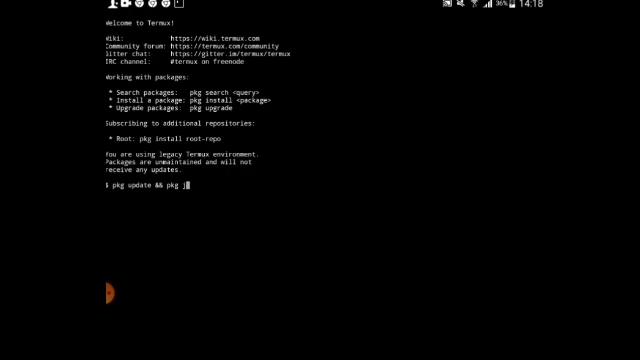 36% 14:18
Welcome to Termux!
Wiki: https://wiki.termux.com
Community forum: https://termux.com/community
Gitter chat: https://gitter.im/termux/termux
IRC channel: #termux on freenode
Working with packages:
* Search packages: pkg search <query>
* Install a package: pkg install <package>
* Upgrade packages: pkg upgrade
Subscribing to additional repositories:
* Root: pkg install root-repo
You are using legacy Termux environment.
Packages are unmaintained and will not
receive any updates.
$ pkg update && pkg j